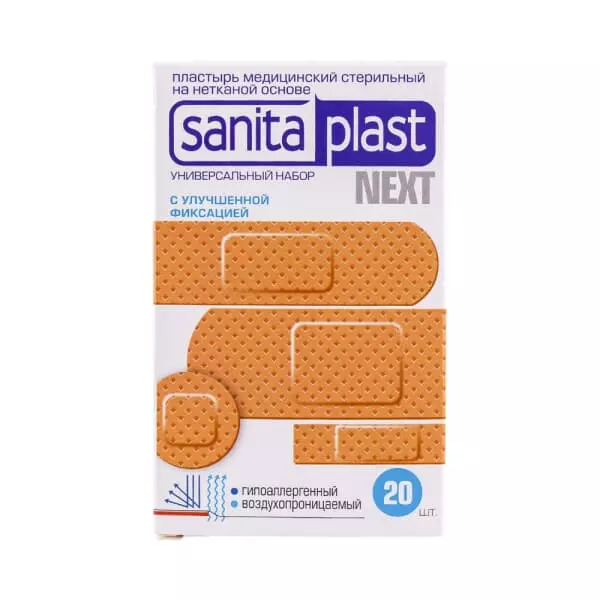 пластырь медицинский стерильный
на нетканой основе
sanita plast
УНИВЕРСАЛЬНЫЙ НАБОР
NEXT
С УЛУЧШЕННОЙ
ФИКСАЦИЕЙ
гипоаллергенный
воздухопроницаемый
20
шт.